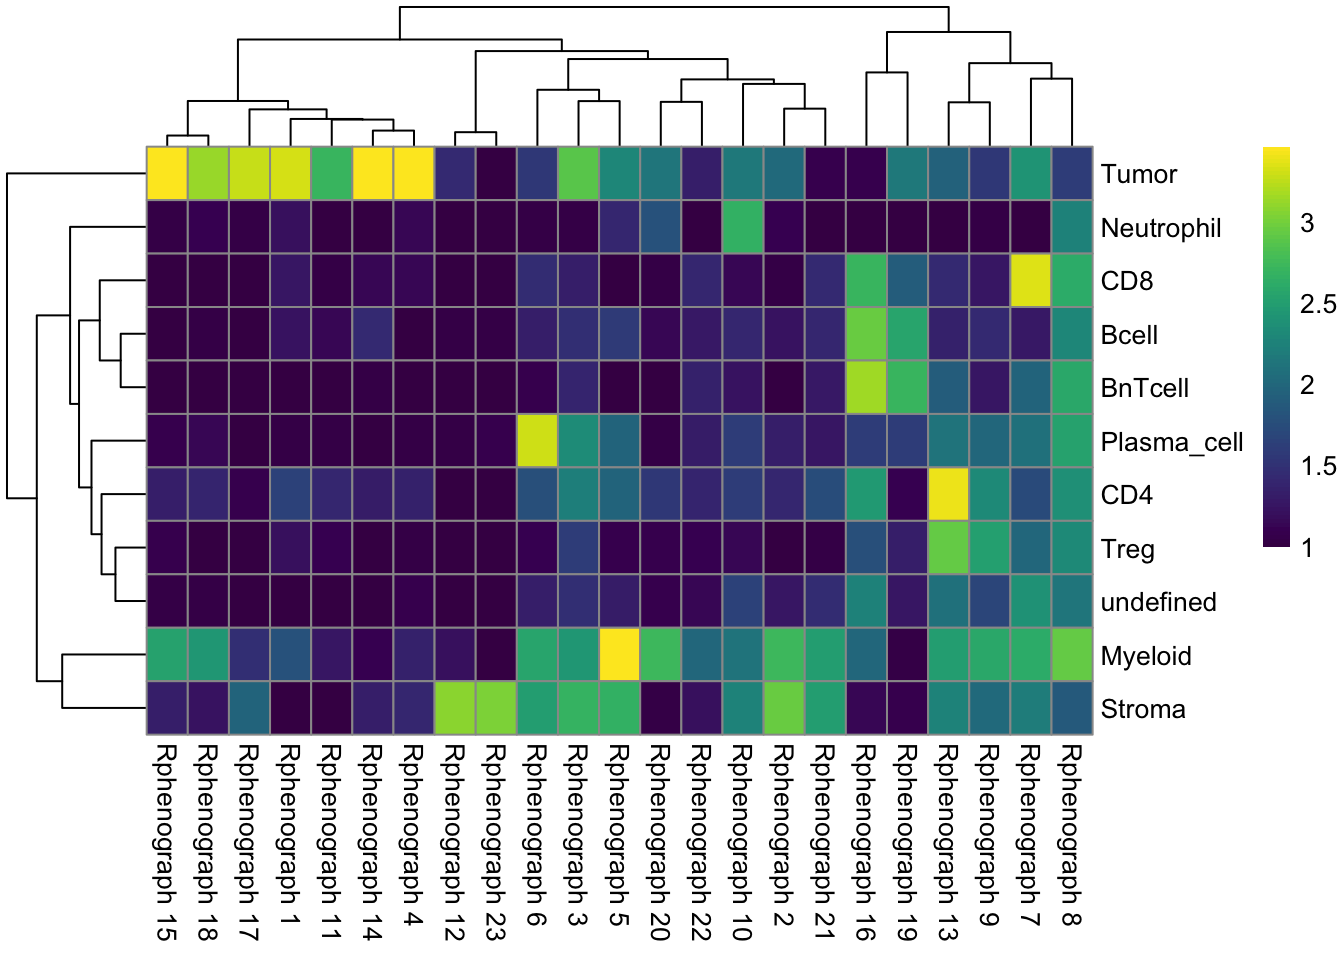 Tumor
Neutrophil
CD8
Bcell
BnTcell
Plasma_cell
CD4
Treg
undefined
Myeloid
Stroma
3
2.5
2
1.5
1
Rphenograph 15
Rphenograph 18
Rphenograph 17
Rphenograph 1
Rphenograph 11
Rphenograph 14
Rphenograph 4
Rphenograph 12
Rphenograph 23
Rphenograph 6
Rphenograph 3
Rphenograph 5
Rphenograph 20
Rphenograph 22
Rphenograph 10
Rphenograph 2
Rphenograph 21
Rphenograph 16
Rphenograph 19
Rphenograph 13
Rphenograph 9
Rphenograph 7
Rphenograph 8